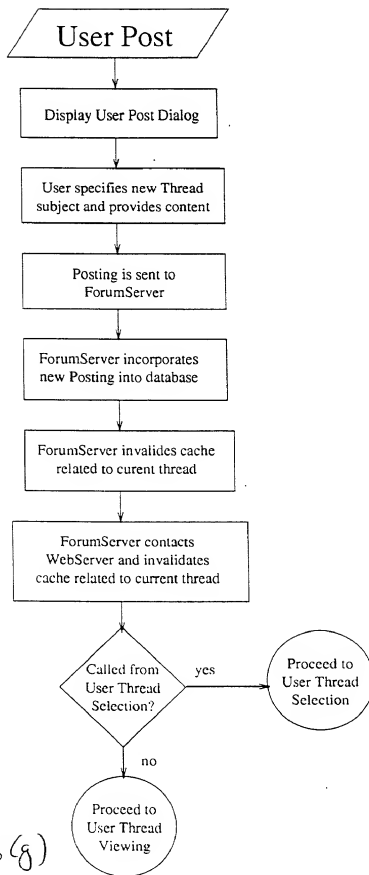 User Post
Display User Post Dialog
User specifies new Thread
subject and provides content
Posting is sent to
ForumServer
ForumServer incorporates
new Posting into database
ForumServer invalides cache
related to curent thread
ForumServer contacts
WebServer and invalidates
cache related to current thread
Called from
User Thread
Selection?
yes
Proceed to
User Thread
Selection
no
Proceed to
User Thread
Viewing
(g)